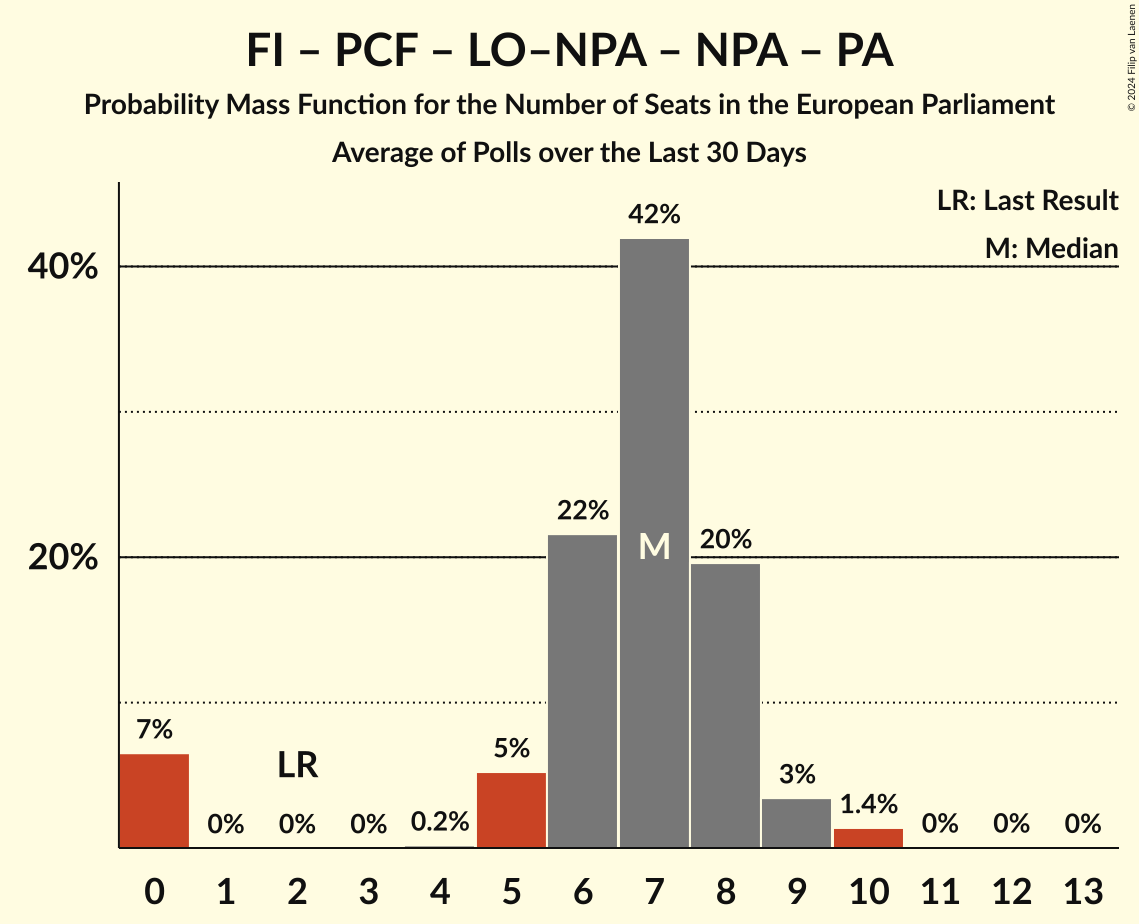 FI – PCF – LO–NPA – NPA – PA
Probability Mass Function for the Number of Seats in the European Parliament
Average of Polls over the Last 30 Days
© 2024 Filip van Laenen
LR: Last Result
M: Median
40%
20%
7%
0%
LR
0%
0%
0.2%
5%
22%
42%
M
20%
3%
1.4%
0%
0%
0%
0 1 2 3 4 5 6 7 8 9 10 11 12 13